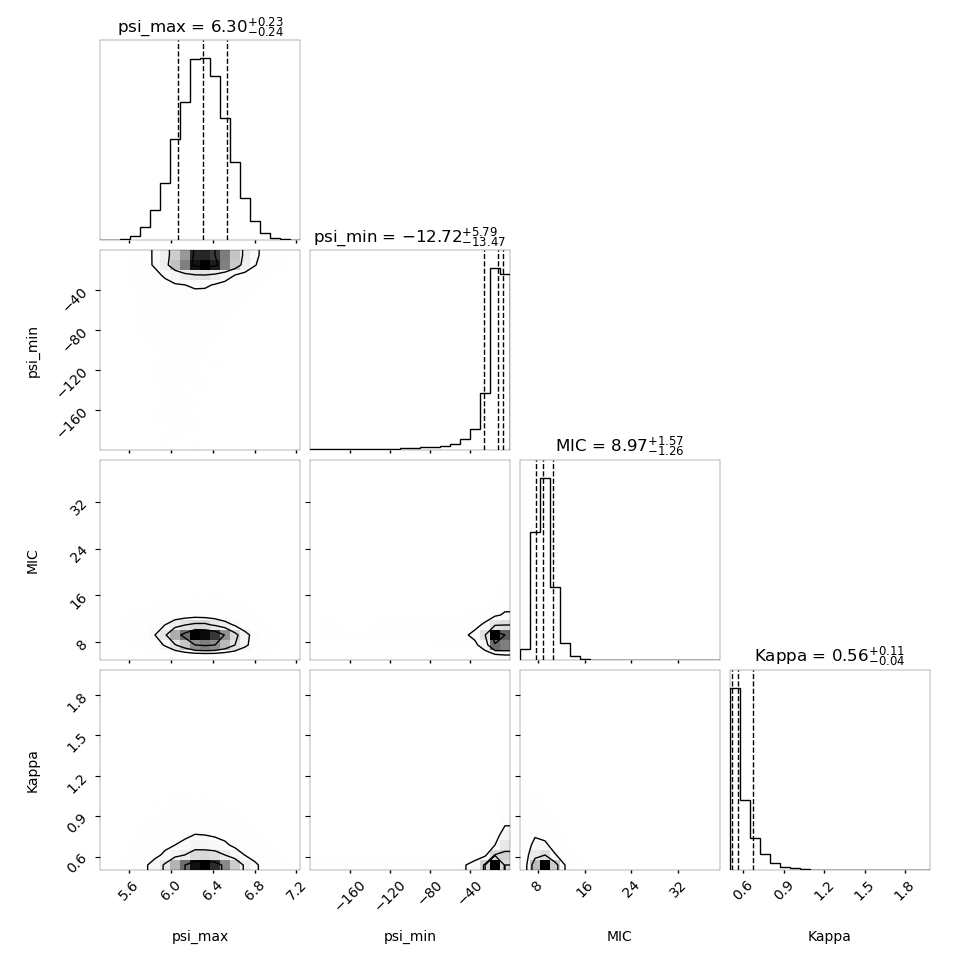 psi_max = 6.30+0.23−0.24
psi_min = −12.72+5.79−13.47
−40
−80
−120
−160
psi_min
MIC = 8.97+1.57−1.26
32
24
16
8
MIC
Kappa = 0.56+0.11−0.04
1.8
1.5
1.2
0.9
0.6
Kappa
5.6 6.0 6.4 6.8 7.2
−160 −120 −80 −40
8 16 24 32
0.6 0.9 1.2 1.5 1.8
psi_max psi_min MIC Kappa